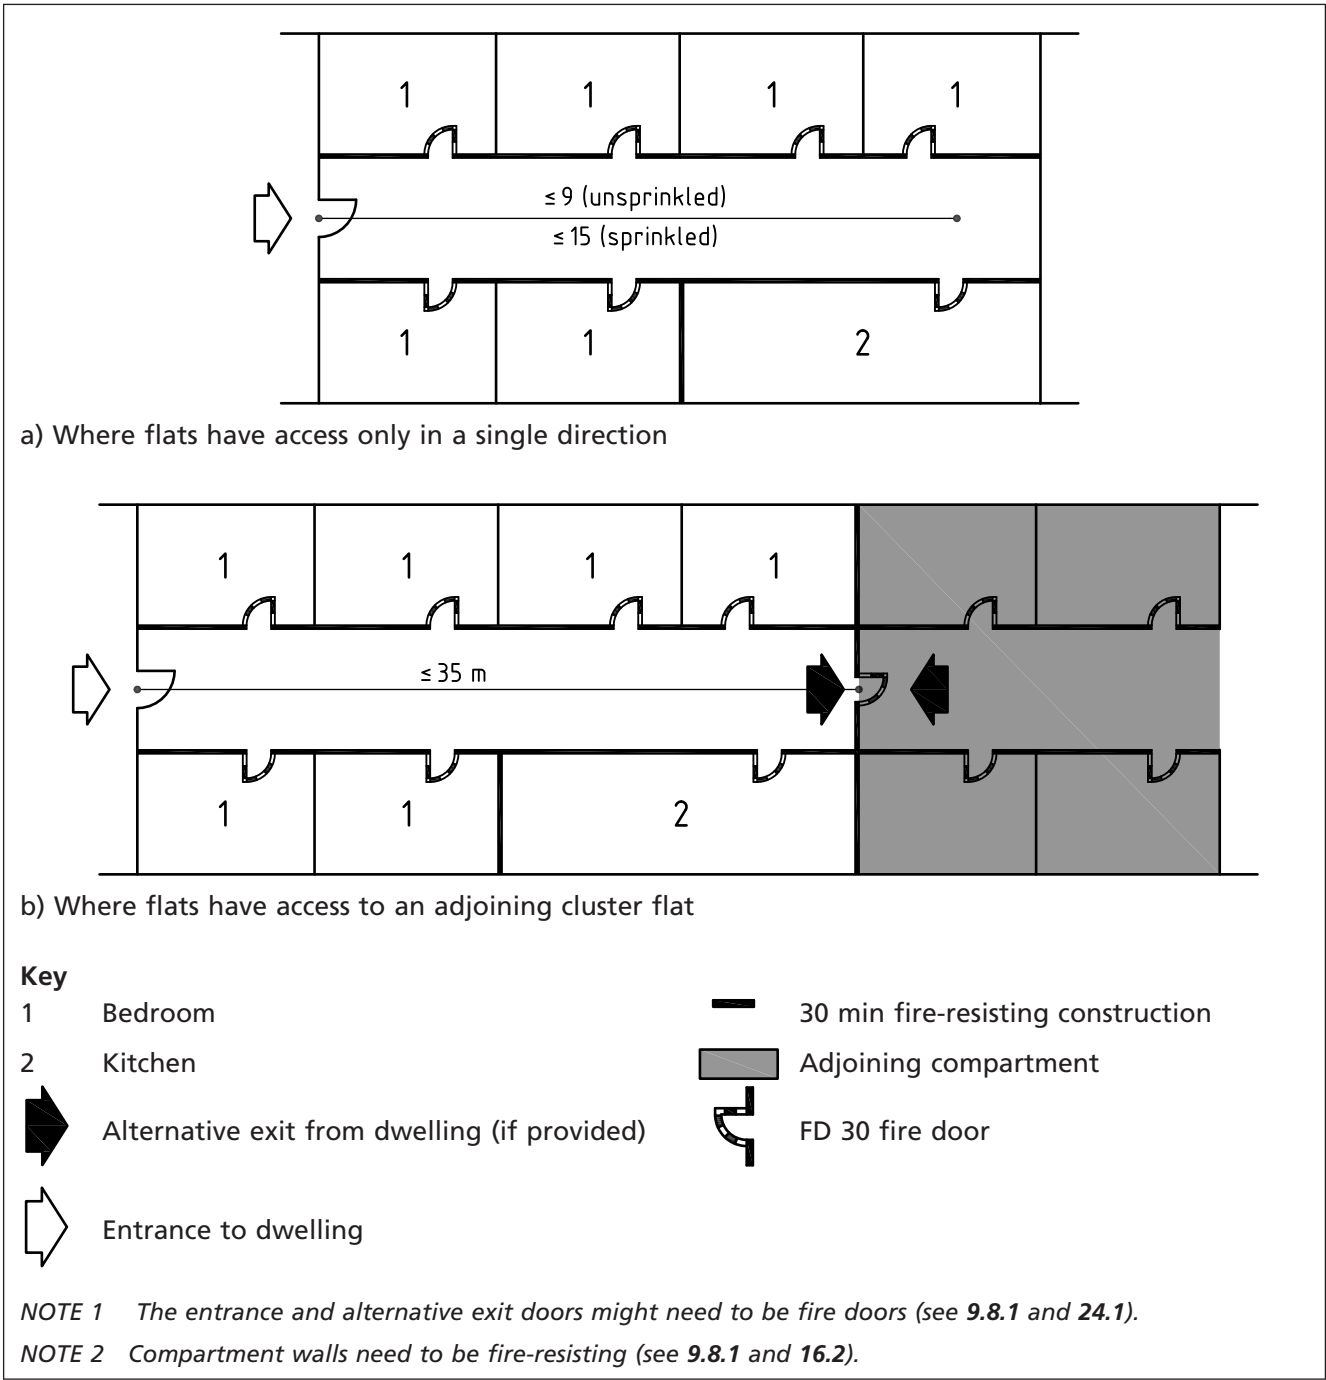 1 1 1 1
≤ 9 (unsprinkled)
≤ 15 (sprinkled)
1 1 2
a) Where flats have access only in a single direction
1 1 1 1
≤ 35 m
1 1 2
b) Where flats have access to an adjoining cluster flat
Key
1 Bedroom
30 min fire-resisting construction
2 Kitchen
Adjoining compartment
Alternative exit from dwelling (if provided)
FD 30 fire door
Entrance to dwelling
NOTE 1 The entrance and alternative exit doors might need to be fire doors (see 9.8.1 and 24.1).
NOTE 2 Compartment walls need to be fire-resisting (see 9.8.1 and 16.2).